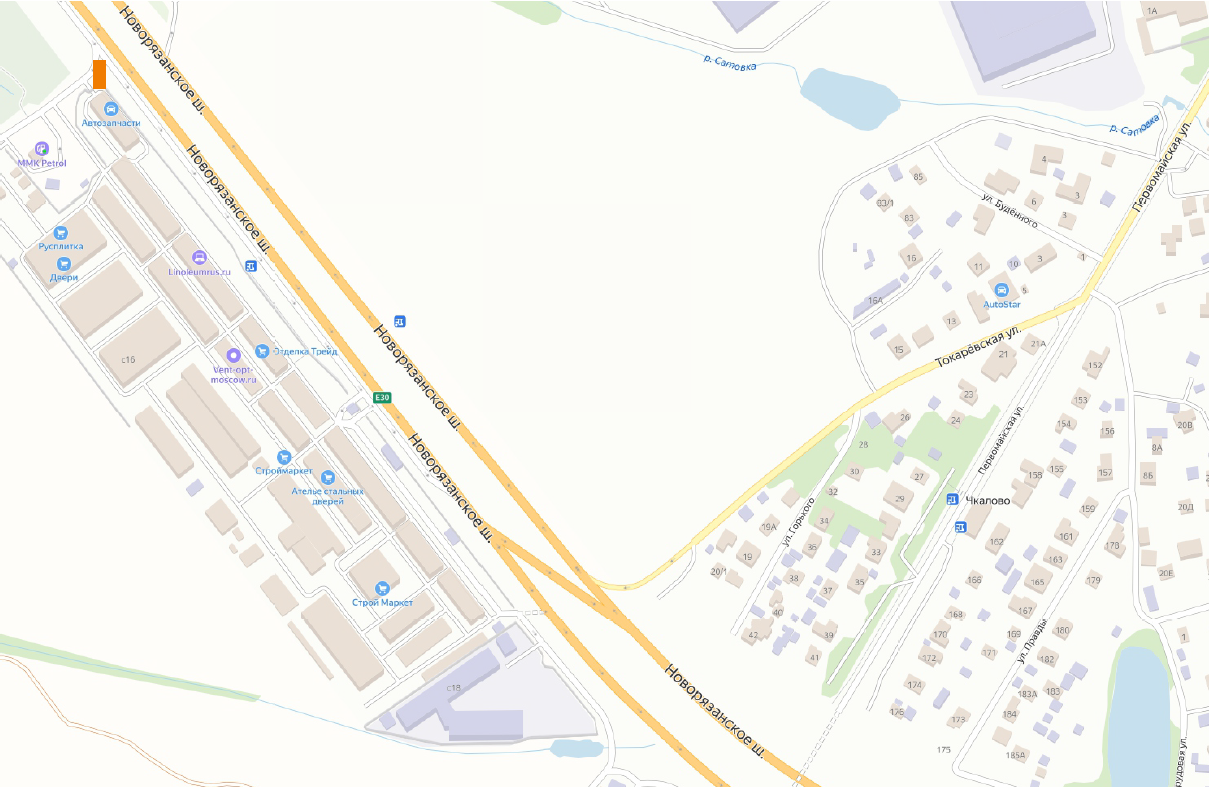 Новорязанское ш.
1А
р. Сатовка
р. Сатовка
Автозапчасти
Первомайская ул.
ММК Petrol
4
85
3
6
83/1
ул. Будённого
83
3
Новорязанское ш.
Русплитка
16
3
1
Linoleumrus.ru
11
10
Двери
5
16А
AutoStar
13
Новорязанское ш.
Токарёвская ул.
21А
15
21
с16
Отделка Трейд
152
Vent-opt-
moscow.ru
23
153
E30
26
24
154
156
20В
28
8А
Новорязанское ш.
Строймаркет
30
27
155
157
8Б
158
Ателье стальных
дверей
32
29
Первомайская ул.
Чкалово
20Д
ул. Горького
34
159
19А
161
162
36
33
17В
19
163
20/1
20Е
38
35
166
165
179
Строй Маркет
37
40
167
168
42
39
170
169
180
1
41
172
171
ул. Правды
182
174
с18
183А
183
Новорязанское ш.
176
173
184
175
185А